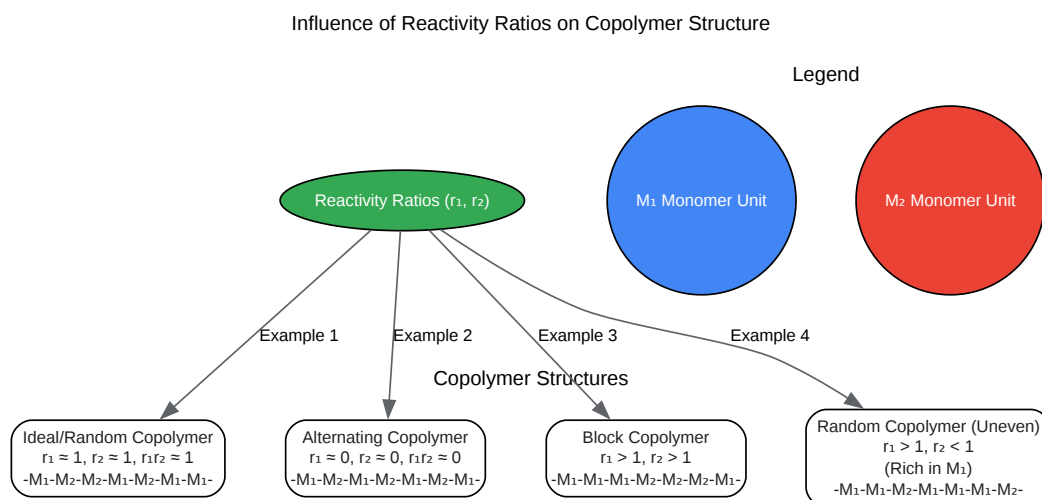 Influence of Reactivity Ratios on Copolymer Structure
Legend
Reactivity Ratios (r₁, r₂)
M₁ Monomer Unit
M₂ Monomer Unit
Example 1
Example 2
Example 3
Example 4
Copolymer Structures
Ideal/Random Copolymer
r₁ ≈ 1, r₂ ≈ 1, r₁r₂ ≈ 1
-M₁-M₂-M₂-M₁-M₂-M₁-M₁-
Alternating Copolymer
r₁ ≈ 0, r₂ ≈ 0, r₁r₂ ≈ 0
-M₁-M₂-M₁-M₂-M₁-M₂-M₁-
Block Copolymer
r₁ > 1, r₂ > 1
-M₁-M₁-M₁-M₂-M₂-M₂-M₁-
Random Copolymer (Uneven)
r₁ > 1, r₂ < 1
(Rich in M₁)
-M₁-M₁-M₂-M₁-M₁-M₁-M₂-